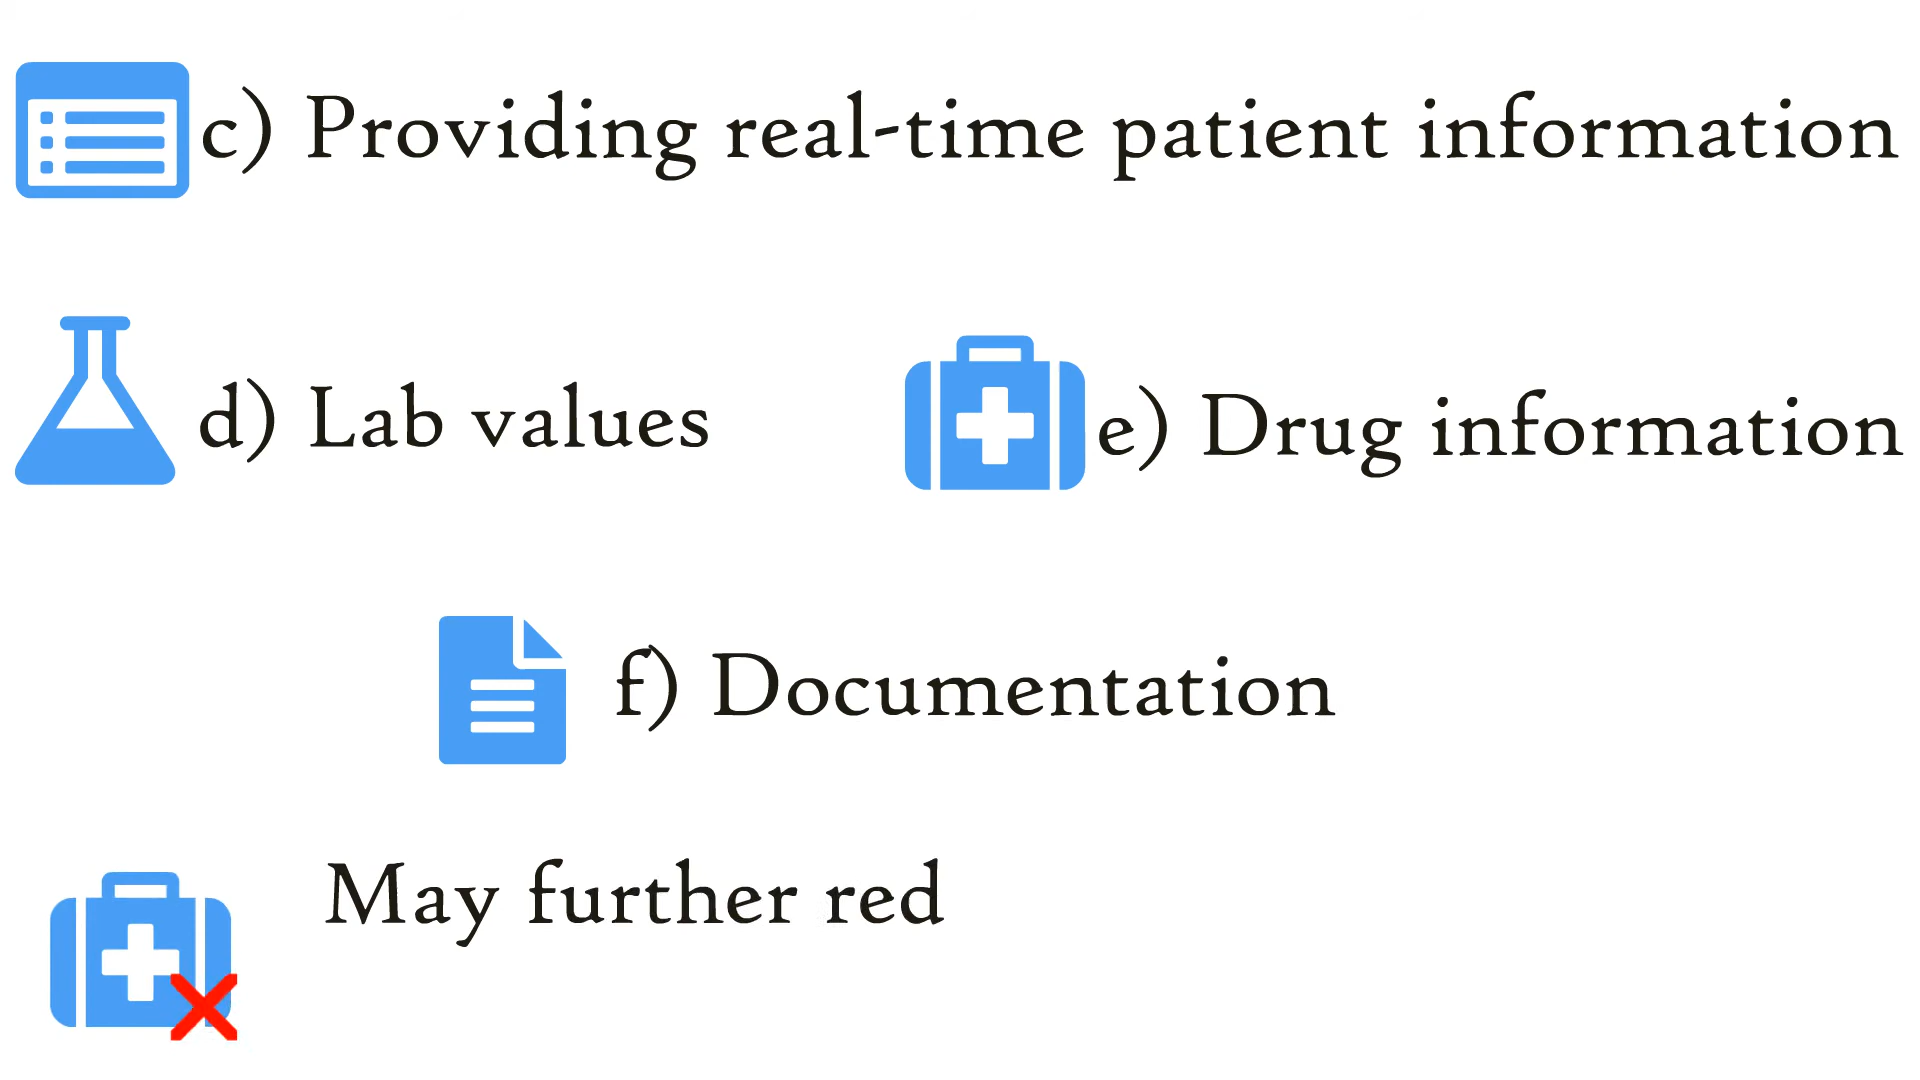 c) Providing real-time patient information
d) Lab values
e) Drug information
f) Documentation
May further red